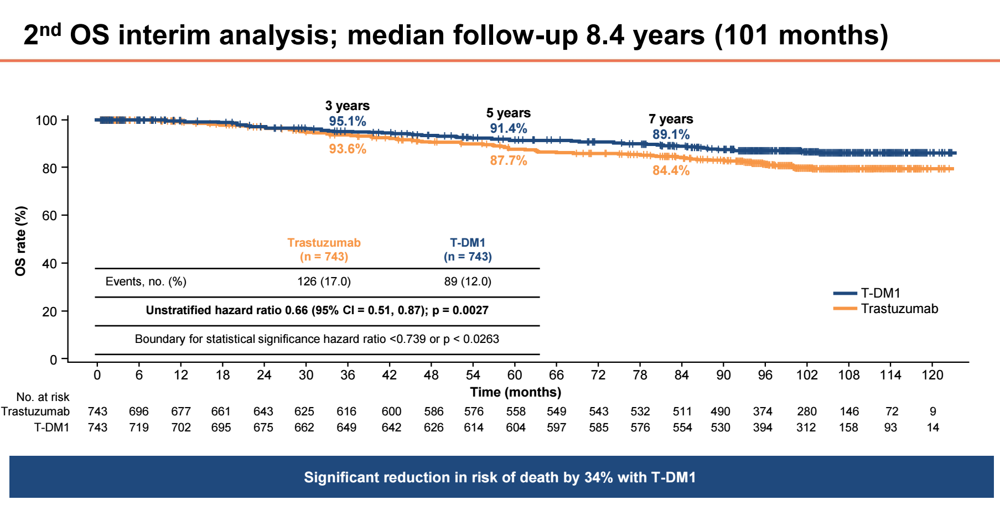 2nd OS interim analysis; median follow-up 8.4 years (101 months)
3 years
95.1%
93.6%
5 years
91.4%
87.7%
7 years
89.1%
84.4%
OS rate (%)
100
80
60
40
20
0
Trastuzumab T-DM1
(n = 743) (n = 743)
Events, no. (%) 126 (17.0) 89 (12.0)
Unstratified hazard ratio 0.66 (95% CI = 0.51, 0.87); p = 0.0027
Boundary for statistical significance hazard ratio <0.739 or p < 0.0263
T-DM1
Trastuzumab
0 6 12 18 24 30 36 42 48 54 60 66 72 78 84 90 96 102 108 114 120
Time (months)
No. at risk
Trastuzumab 743 696 677 661 643 625 616 600 586 576 558 549 543 532 511 490 374 280 146 72 9
T-DM1 743 719 702 695 675 662 649 642 626 614 604 597 585 576 554 530 394 312 158 93 14
Significant reduction in risk of death by 34% with T-DM1